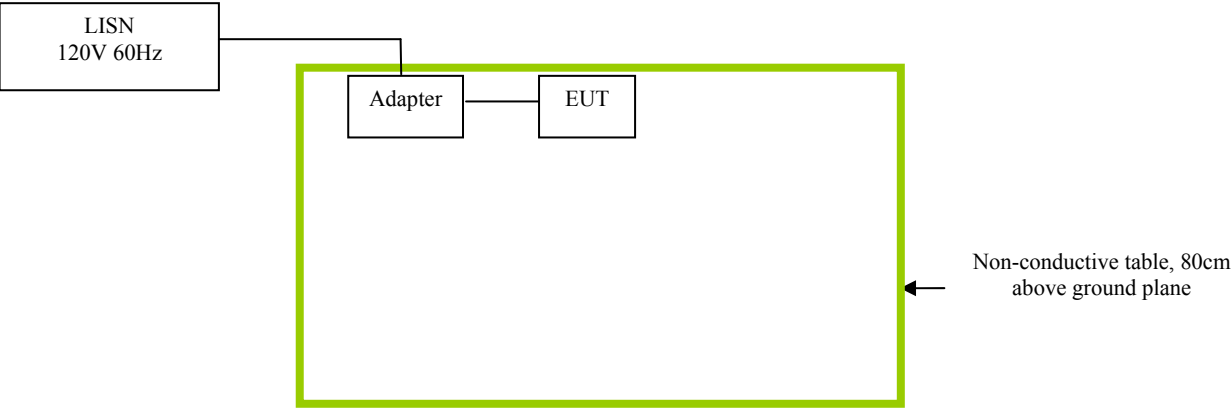 LISN
120V 60Hz
Adapter
EUT
Non-conductive table, 80cm
above ground plane